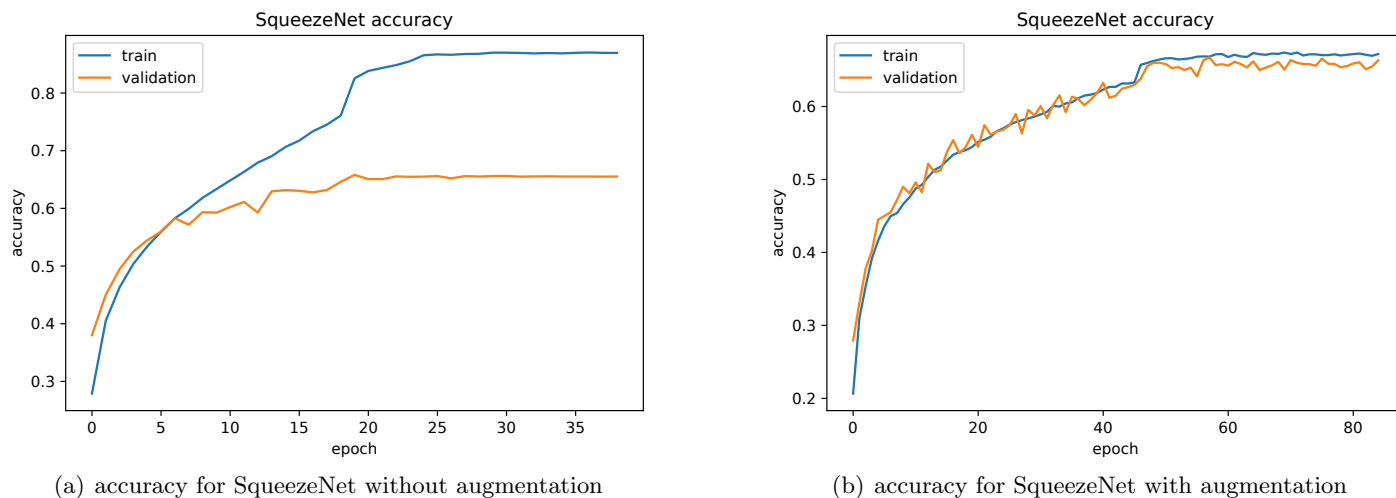 SqueezeNet accuracy
train
validation
accuracy
0.8
0.7
0.6
0.5
0.4
0.3
0 5 10 15 20 25 30 35
epoch
(a) accuracy for SqueezeNet without augmentation
SqueezeNet accuracy
train
validation
accuracy
0.6
0.5
0.4
0.3
0.2
0 20 40 60 80
epoch
(b) accuracy for SqueezeNet with augmentation